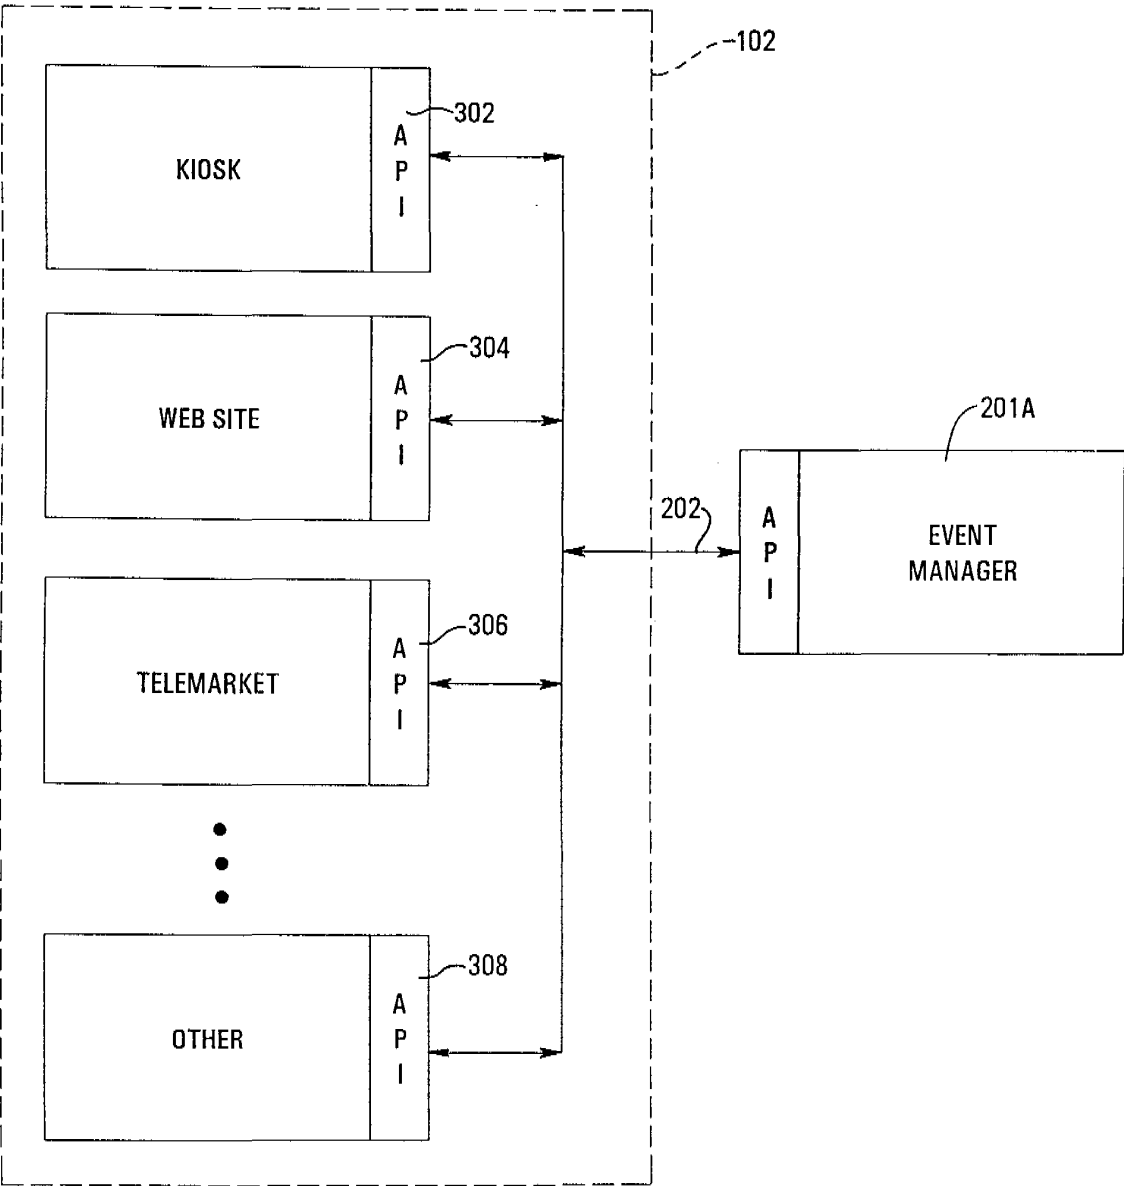 102
302
KIOSK
A
P
I
304
WEB SITE
A
P
I
201A
202
A
P
I
EVENT
MANAGER
306
TELEMARKET
A
P
I
308
OTHER
A
P
I